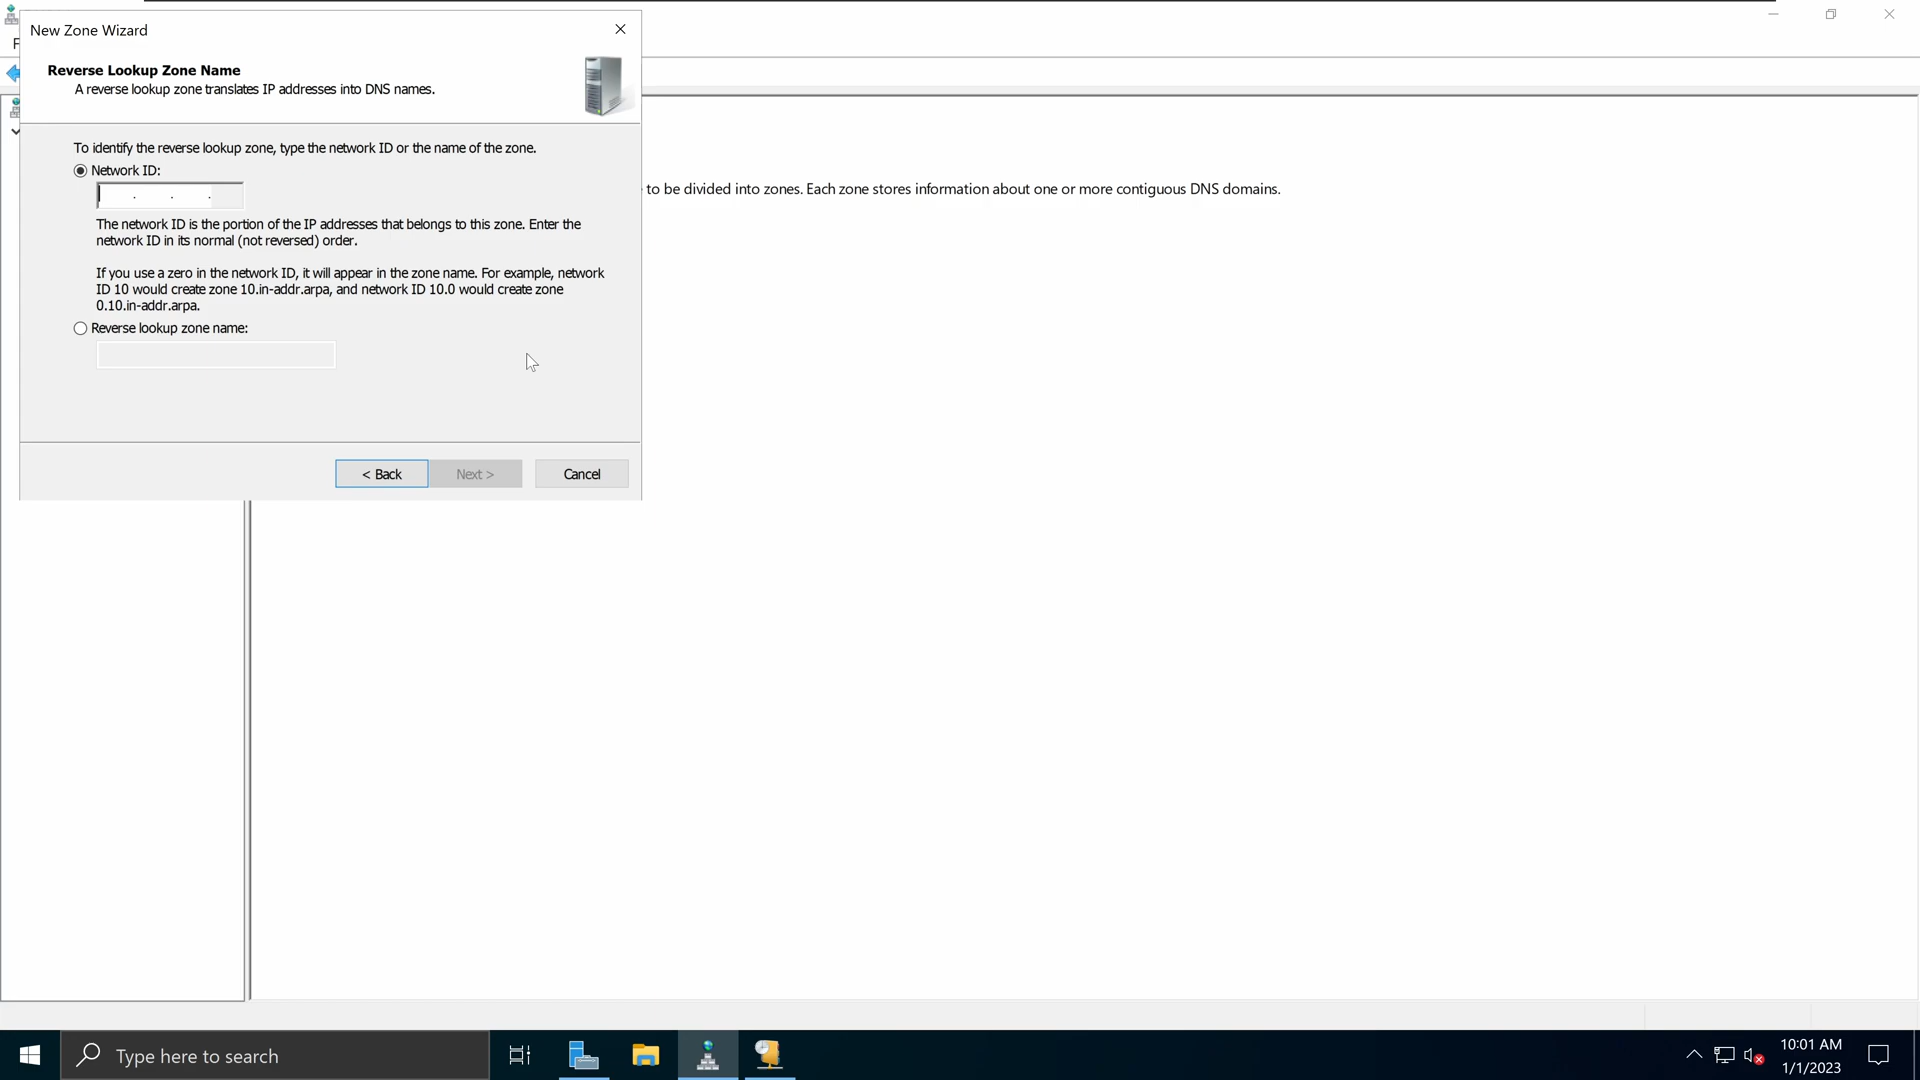 New Zone Wizard
F
Reverse Lookup Zone Name
A reverse lookup zone translates IP addresses into DNS names.
To identify the reverse lookup zone, type the network ID or the name of the zone.
Network ID:
. . .
to be divided into zones. Each zone stores information about one or more contiguous DNS domains.
The network ID is the portion of the IP addresses that belongs to this zone. Enter the
network ID in its normal (not reversed) order.
If you use a zero in the network ID, it will appear in the zone name. For example, network
ID 10 would create zone 10.in-addr.arpa, and network ID 10.0 would create zone
0.10.in-addr.arpa.
Reverse lookup zone name:
< Back
Next >
Cancel
Type here to search
10:01 AM
1/1/2023